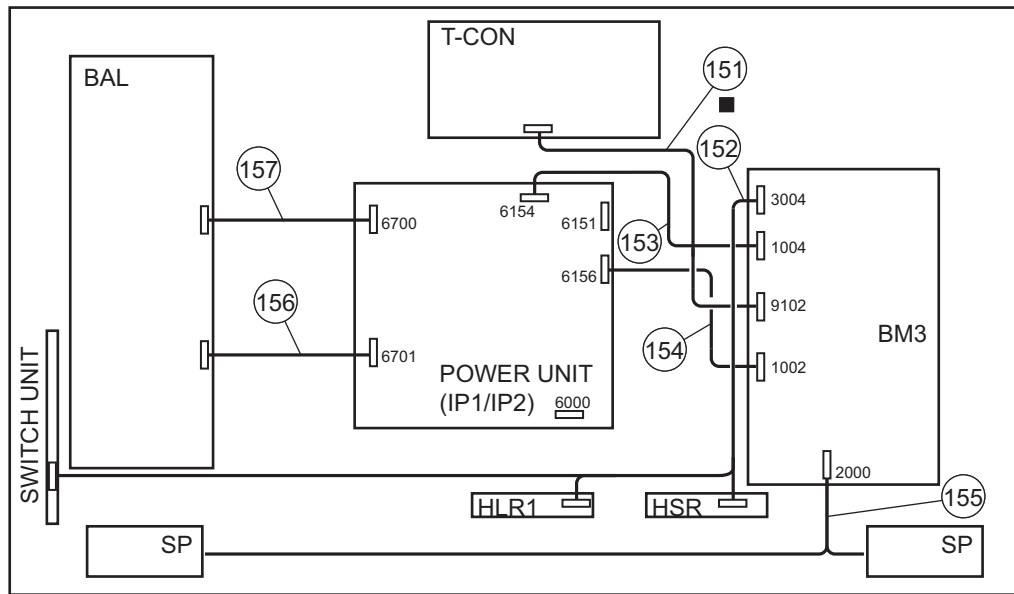 T-CON
BAL
151
152
157
3004
6154
6700
6151
153
1004
6156
156
9102
154
BM3
6701
1002
POWER UNIT
(IP1/IP2)
6000
SWITCH UNIT
2000
HLR1
HSR
155
SP
SP